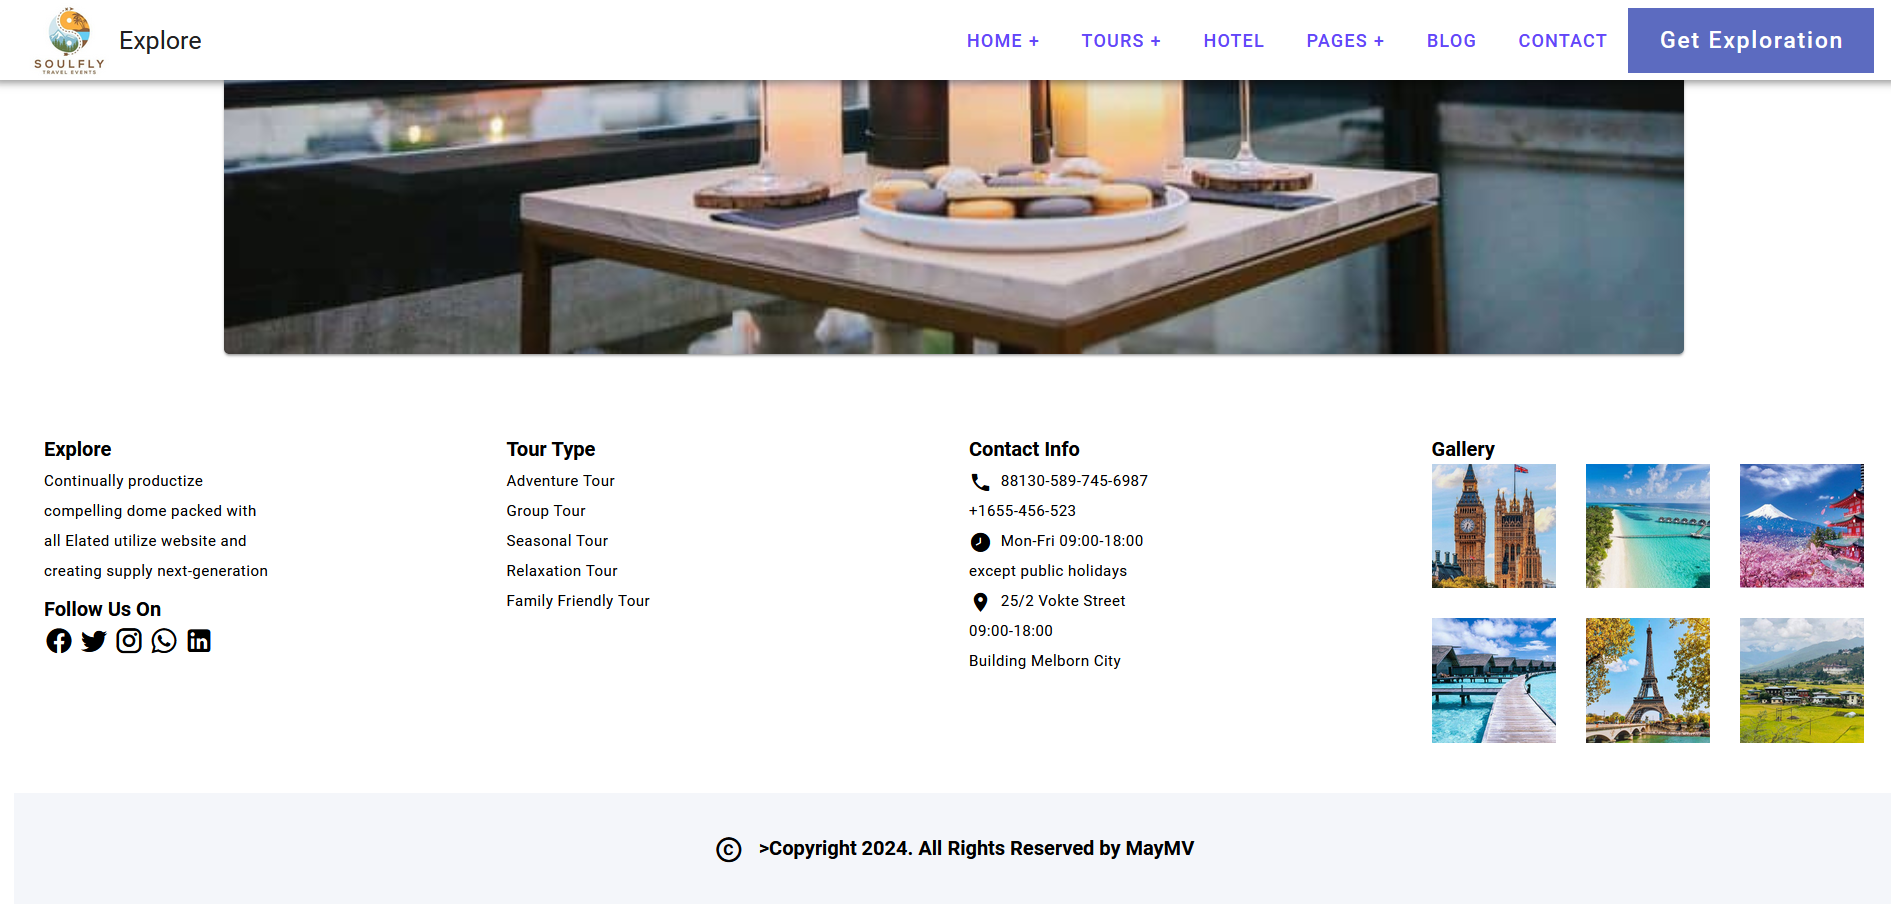 SOULFLY
TRAVEL EVENTS
Explore
HOME +
TOURS +
HOTEL
PAGES +
BLOG
CONTACT
Get Exploration
Explore
Continually productize
compelling dome packed with
all Elated utilize website and
creating supply next-generation
Follow Us On
Tour Type
Adventure Tour
Group Tour
Seasonal Tour
Relaxation Tour
Family Friendly Tour
Contact Info
88130-589-745-6987
+1655-456-523
Mon-Fri 09:00-18:00
except public holidays
25/2 Vokte Street
09:00-18:00
Building Melborn City
Gallery
© >Copyright 2024. All Rights Reserved by MayMV